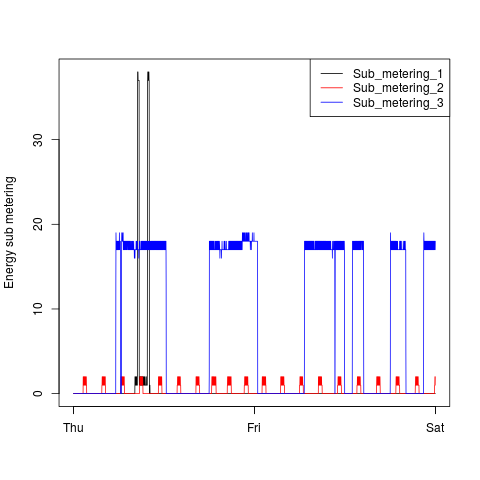 Sub_metering_1
Sub_metering_2
Sub_metering_3
Energy sub metering
30
20
10
0
Thu Fri Sat